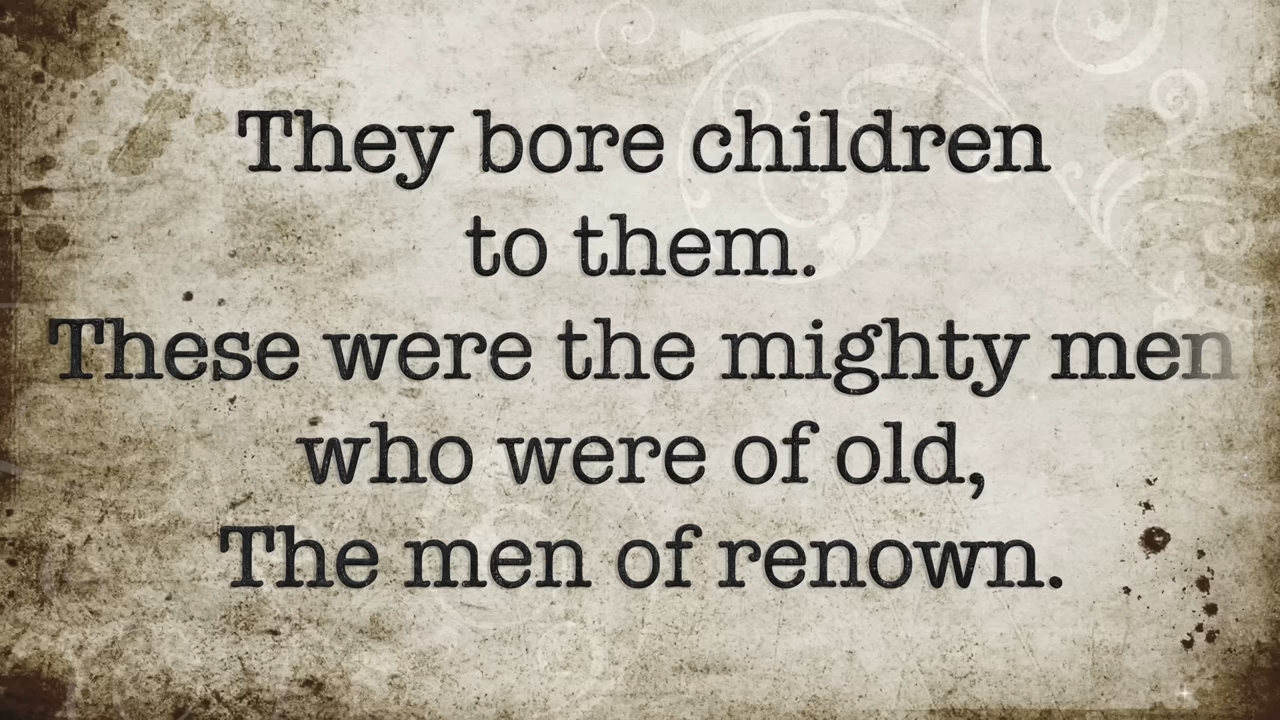 They bore children
to them.
These were the mighty men
who were of old,
The men of renown.